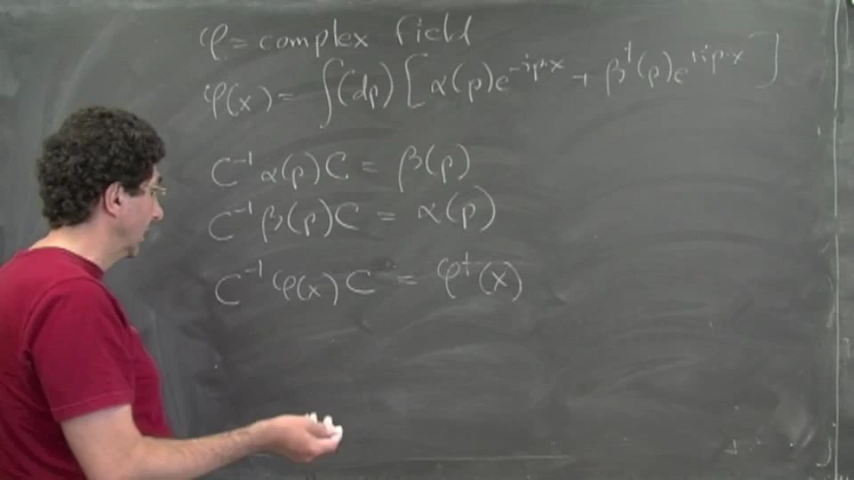 φ = complex field
φ(x) = ∫(dp) [α(p)e^{-ip·x} + β†(p)e^{+ip·x}]
C⁻¹ α(p) C = β(p)
C⁻¹ β(p) C = α(p)
C⁻¹ φ(x) C = φ†(x)